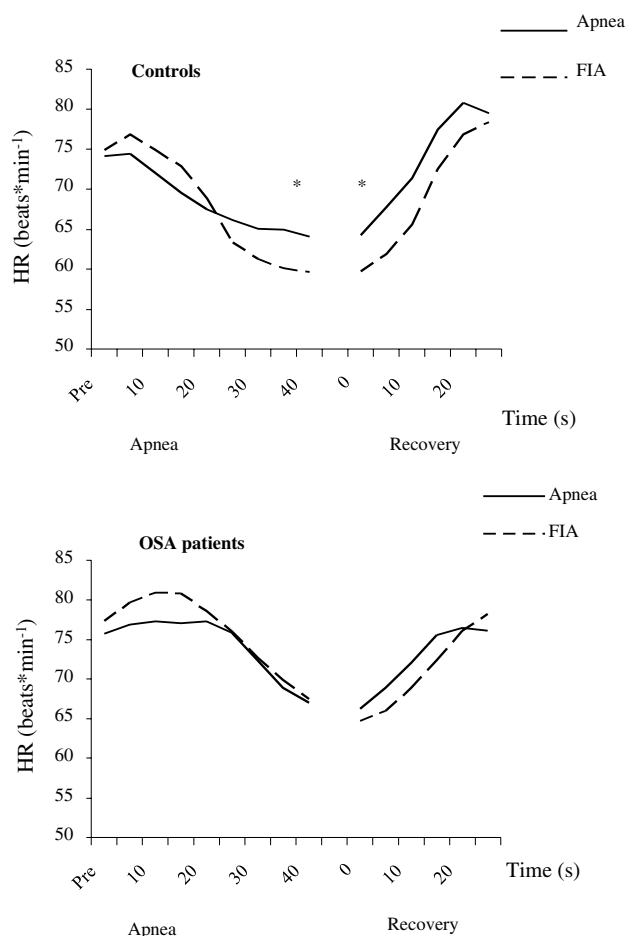 Apnea
FIA
Controls
85
80
75
70
65
60
55
50
HR (beats*min-1)
* *
Pre 10 20 30 40 0 10 20
Time (s)
Apnea Recovery
Apnea
FIA
OSA patients
85
80
75
70
65
60
55
50
HR (beats*min-1)
Pre 10 20 30 40 0 10 20
Time (s)
Apnea Recovery